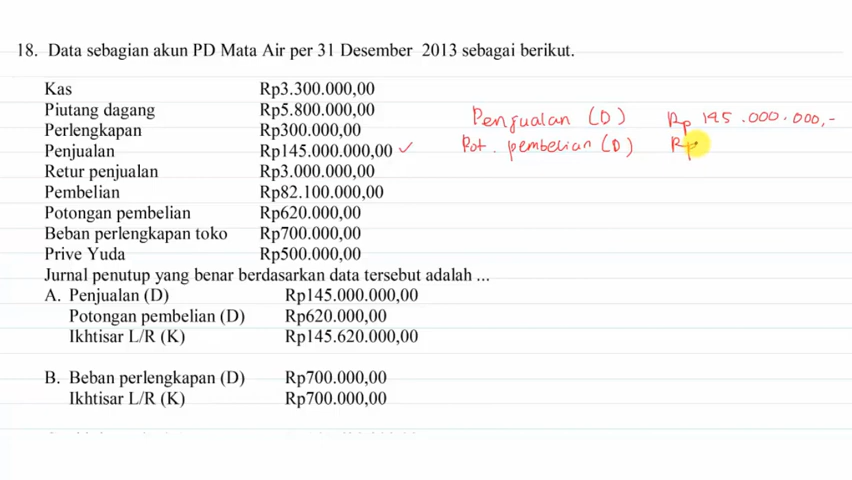 18. Data sebagian akun PD Mata Air per 31 Desember 2013 sebagai berikut.
Kas Rp3.300.000,00
Piutang dagang Rp5.800.000,00
Perlengkapan Rp300.000,00
Penjualan Rp145.000.000,00
Retur penjualan Rp3.000.000,00
Pembelian Rp82.100.000,00
Potongan pembelian Rp620.000,00
Beban perlengkapan toko Rp700.000,00
Prive Yuda Rp500.000,00
Penjualan (D) Rp 145.000.000,-
Pot. pembelian (D) Rp
Jurnal penutup yang benar berdasarkan data tersebut adalah ...
A. Penjualan (D) Rp145.000.000,00
Potongan pembelian (D) Rp620.000,00
Ikhtisar L/R (K) Rp145.620.000,00
B. Beban perlengkapan (D) Rp700.000,00
Ikhtisar L/R (K) Rp700.000,00